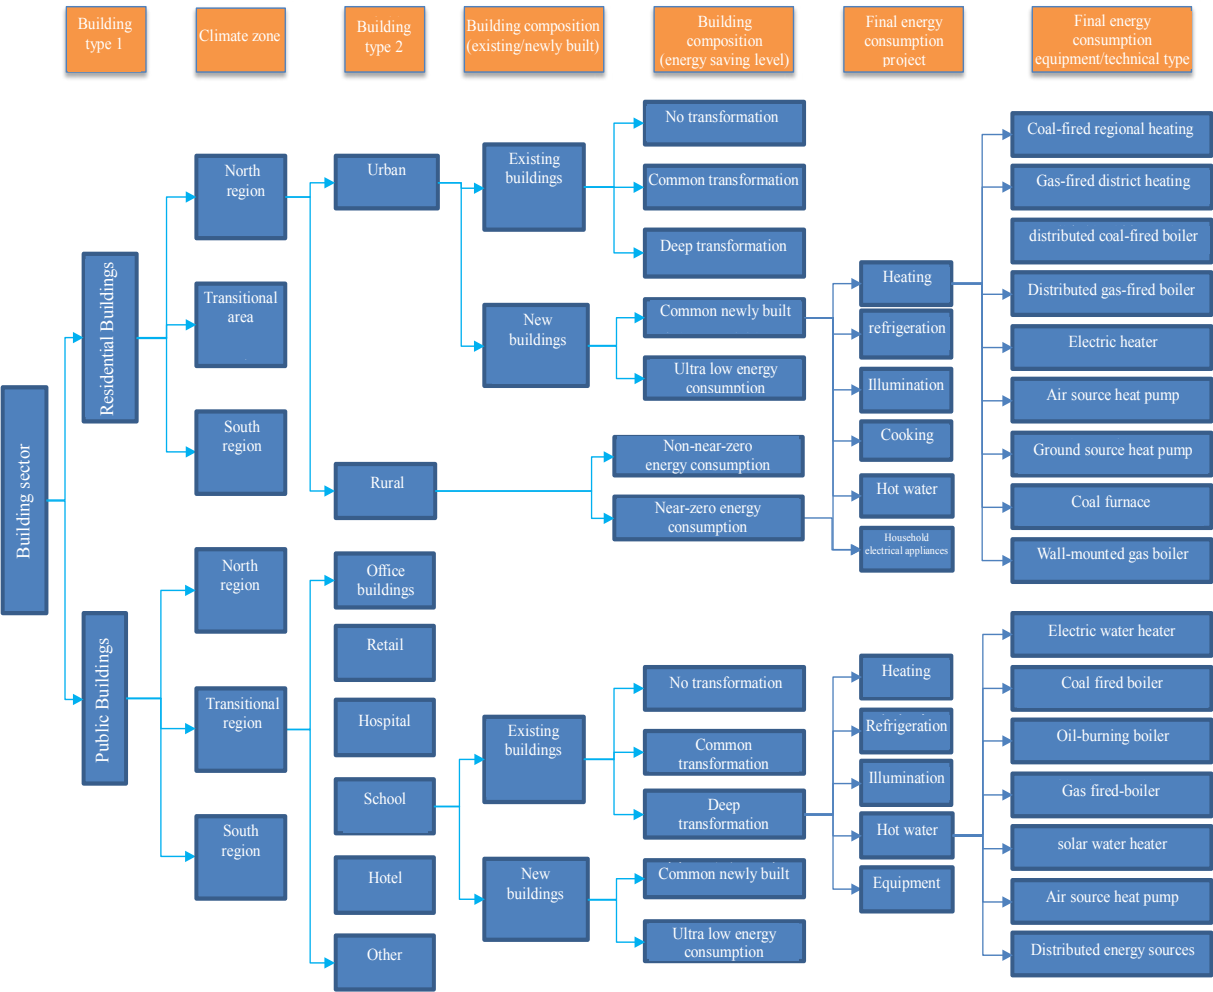 Building
type 1
Climate zone
Building
type 2
Building composition
(existing/newly built)
Building
composition
(energy saving level)
Final energy
consumption
project
Final energy
consumption
equipment/technical type
Building sector
Residential Buildings
Public Buildings
North
region
Transitional
area
South
region
North
region
Transitional
region
South
region
Urban
Rural
Office
buildings
Retail
Hospital
School
Hotel
Other
Existing
buildings
New
buildings
Existing
buildings
New
buildings
No transformation
Common transformation
Deep transformation
Common newly built
Ultra low energy
consumption
Non-near-zero
energy consumption
Near-zero energy
consumption
No transformation
Common
transformation
Deep
transformation
Common newly built
Ultra low energy
consumption
Heating
refrigeration
Illumination
Cooking
Hot water
Household
electrical appliances
Heating
Refrigeration
Illumination
Hot water
Equipment
Coal-fired regional heating
Gas-fired district heating
distributed coal-fired boiler
Distributed gas-fired boiler
Electric heater
Air source heat pump
Ground source heat pump
Coal furnace
Wall-mounted gas boiler
Electric water heater
Coal fired boiler
Oil-burning boiler
Gas fired-boiler
solar water heater
Air source heat pump
Distributed energy sources